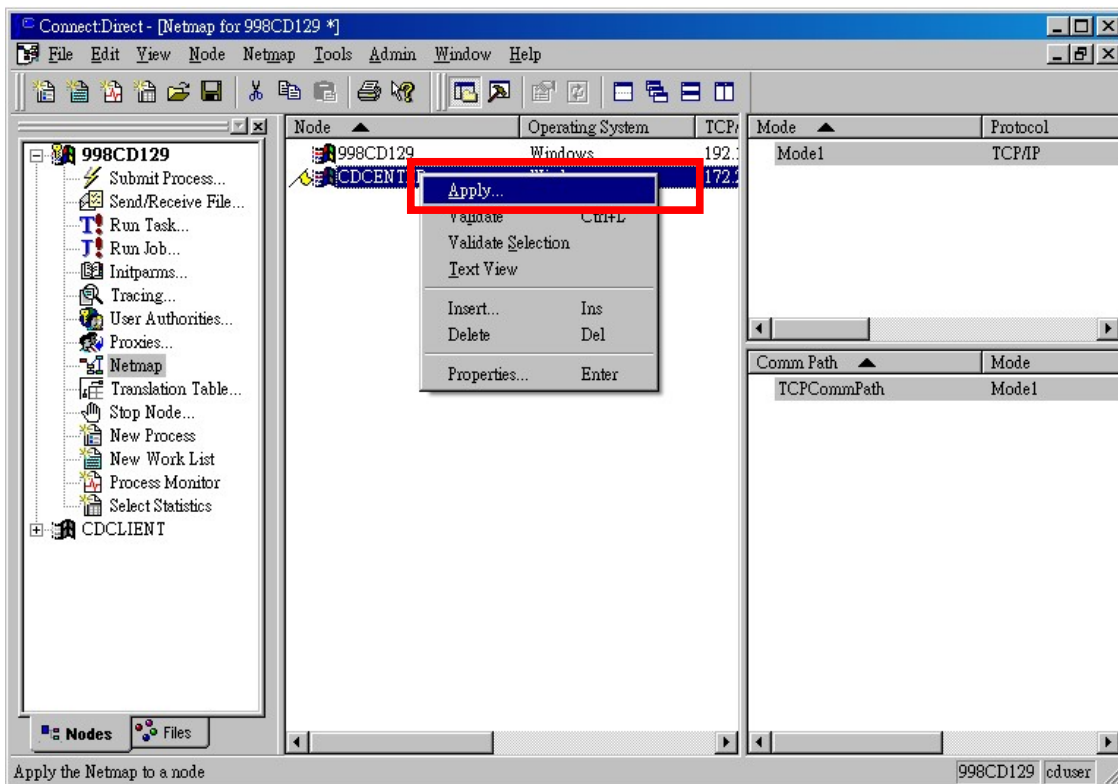 Connect:Direct - [Netmap for 998CD129 *]
File Edit View Node Netmap Tools Admin Window Help
998CD129
Submit Process...
Send/Receive File...
Run Task...
Run Job...
Initparms...
Tracing...
User Authorities...
Proxies...
Netmap
Translation Table...
Stop Node...
New Process
New Work List
Process Monitor
Select Statistics
CDCLIENT
Nodes Files
Node Operating System TCP/
998CD129 Windows 192.
172.
Apply...
Validate Ctrl+L
Validate Selection
Text View
Insert... Ins
Delete Del
Properties... Enter
Mode Protocol
Mode1 TCP/IP
Comm Path Mode
TCPCommPath Mode1
Apply the Netmap to a node 998CD129 cduser